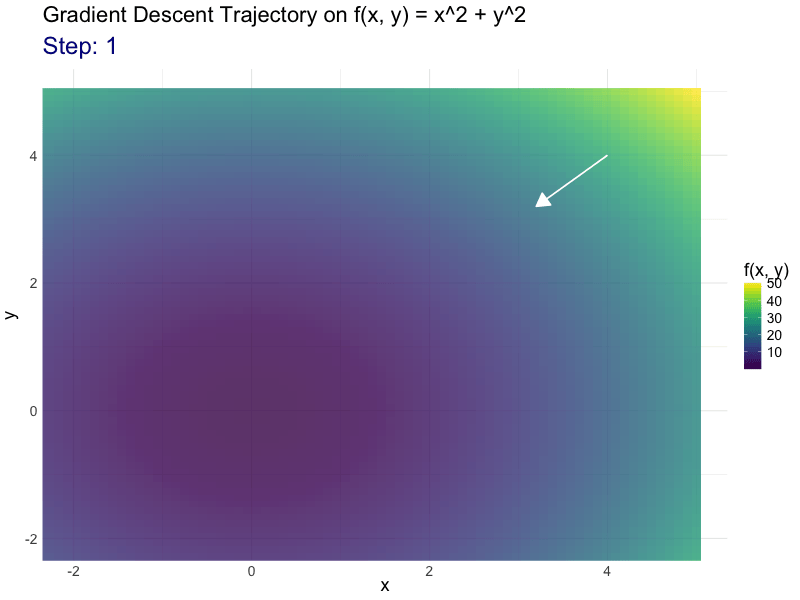 Gradient Descent Trajectory on f(x, y) = x^2 + y^2
Step: 1
4
2
0
-2
y
-2 0 2 4
x
f(x, y)
50
40
30
20
10